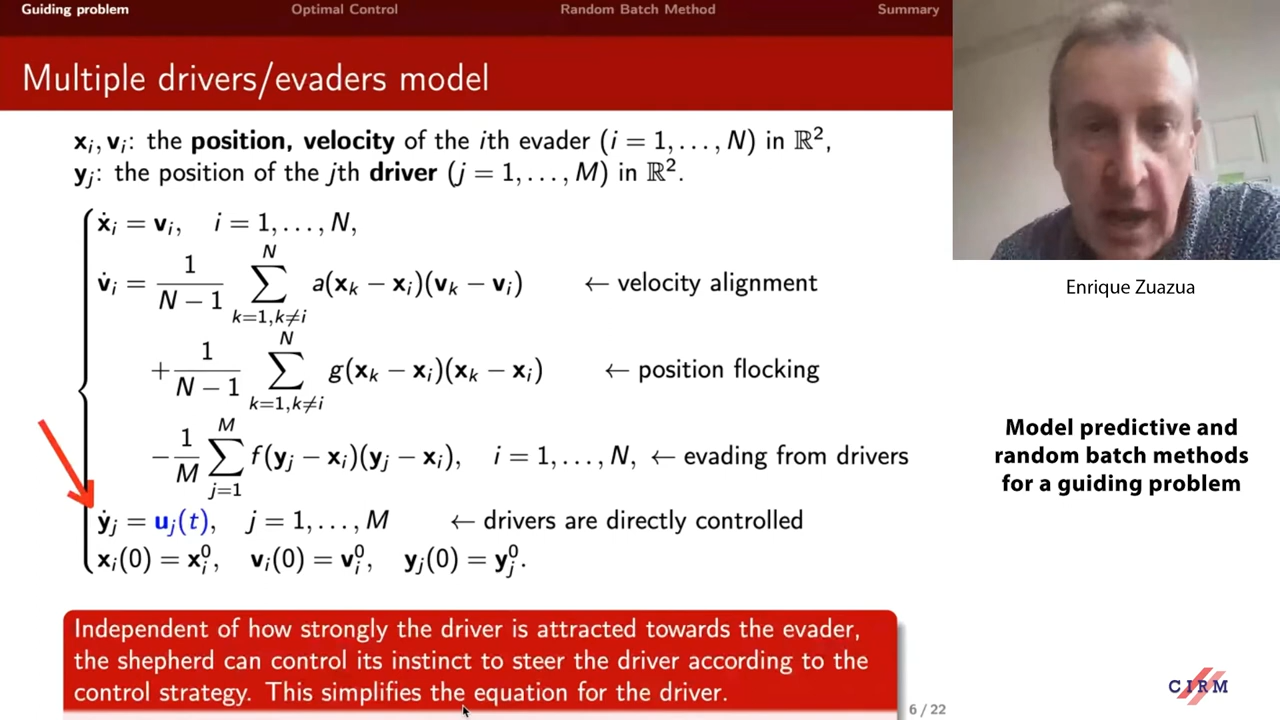 Guiding problem Optimal Control Random Batch Method Summary
Multiple drivers/evaders model
xᵢ, vᵢ: the position, velocity of the ith evader (i = 1, . . . , N) in ℝ²,
yⱼ: the position of the jth driver (j = 1, . . . , M) in ℝ².
ẋᵢ = vᵢ, i = 1, . . . , N,
v̇ᵢ = 1/(N − 1) ∑_{k=1,k≠i}^{N} a(xₖ − xᵢ)(vₖ − vᵢ) ← velocity alignment
+ 1/(N − 1) ∑_{k=1,k≠i}^{N} g(xₖ − xᵢ)(xₖ − xᵢ) ← position flocking
− 1/M ∑_{j=1}^{M} f(yⱼ − xᵢ)(yⱼ − xᵢ), i = 1, . . . , N, ← evading from drivers
ẏⱼ = uⱼ(t), j = 1, . . . , M ← drivers are directly controlled
xᵢ(0) = xᵢ⁰, vᵢ(0) = vᵢ⁰, yⱼ(0) = yⱼ⁰.
Independent of how strongly the driver is attracted towards the evader,
the shepherd can control its instinct to steer the driver according to the
control strategy. This simplifies the equation for the driver.
6 / 22
Enrique Zuazua
Model predictive and
random batch methods
for a guiding problem
CIRM